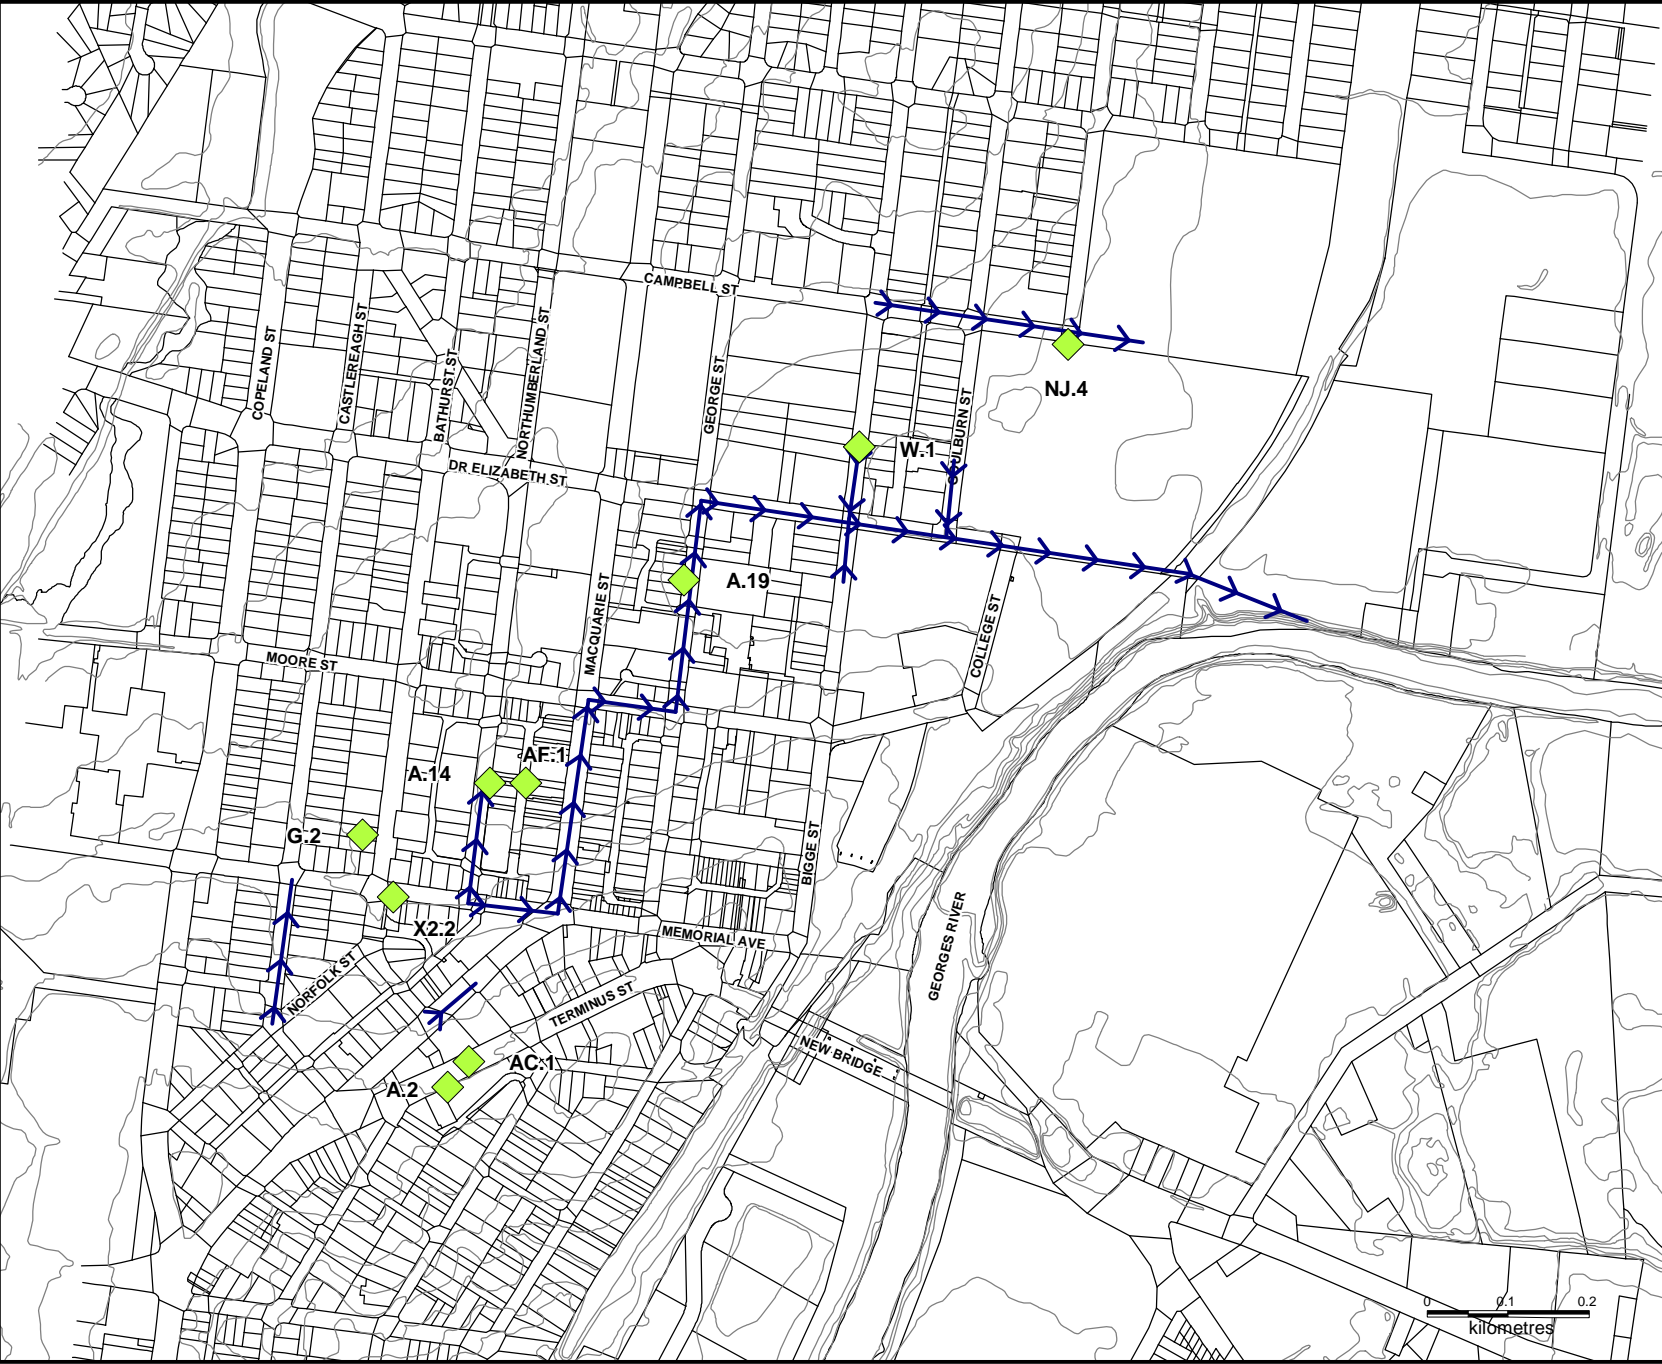 CAMPBELL ST
COPELAND ST
CASTLEREAGH ST
BATHURST ST
NORTHUMBERLAND ST
GEORGE ST
NJ.4
W.1
DR ELIZABETH ST
A.19
MACQUARIE ST
COLLEGE ST
MOORE ST
AF.1
A.14
G.2
BIGGE ST
X2.2
MEMORIAL AVE
GEORGES RIVER
NORFOLK ST
TERMINUS ST
NEW BRIDGE
AC.1
A.2
0 0.1 0.2
kilometres